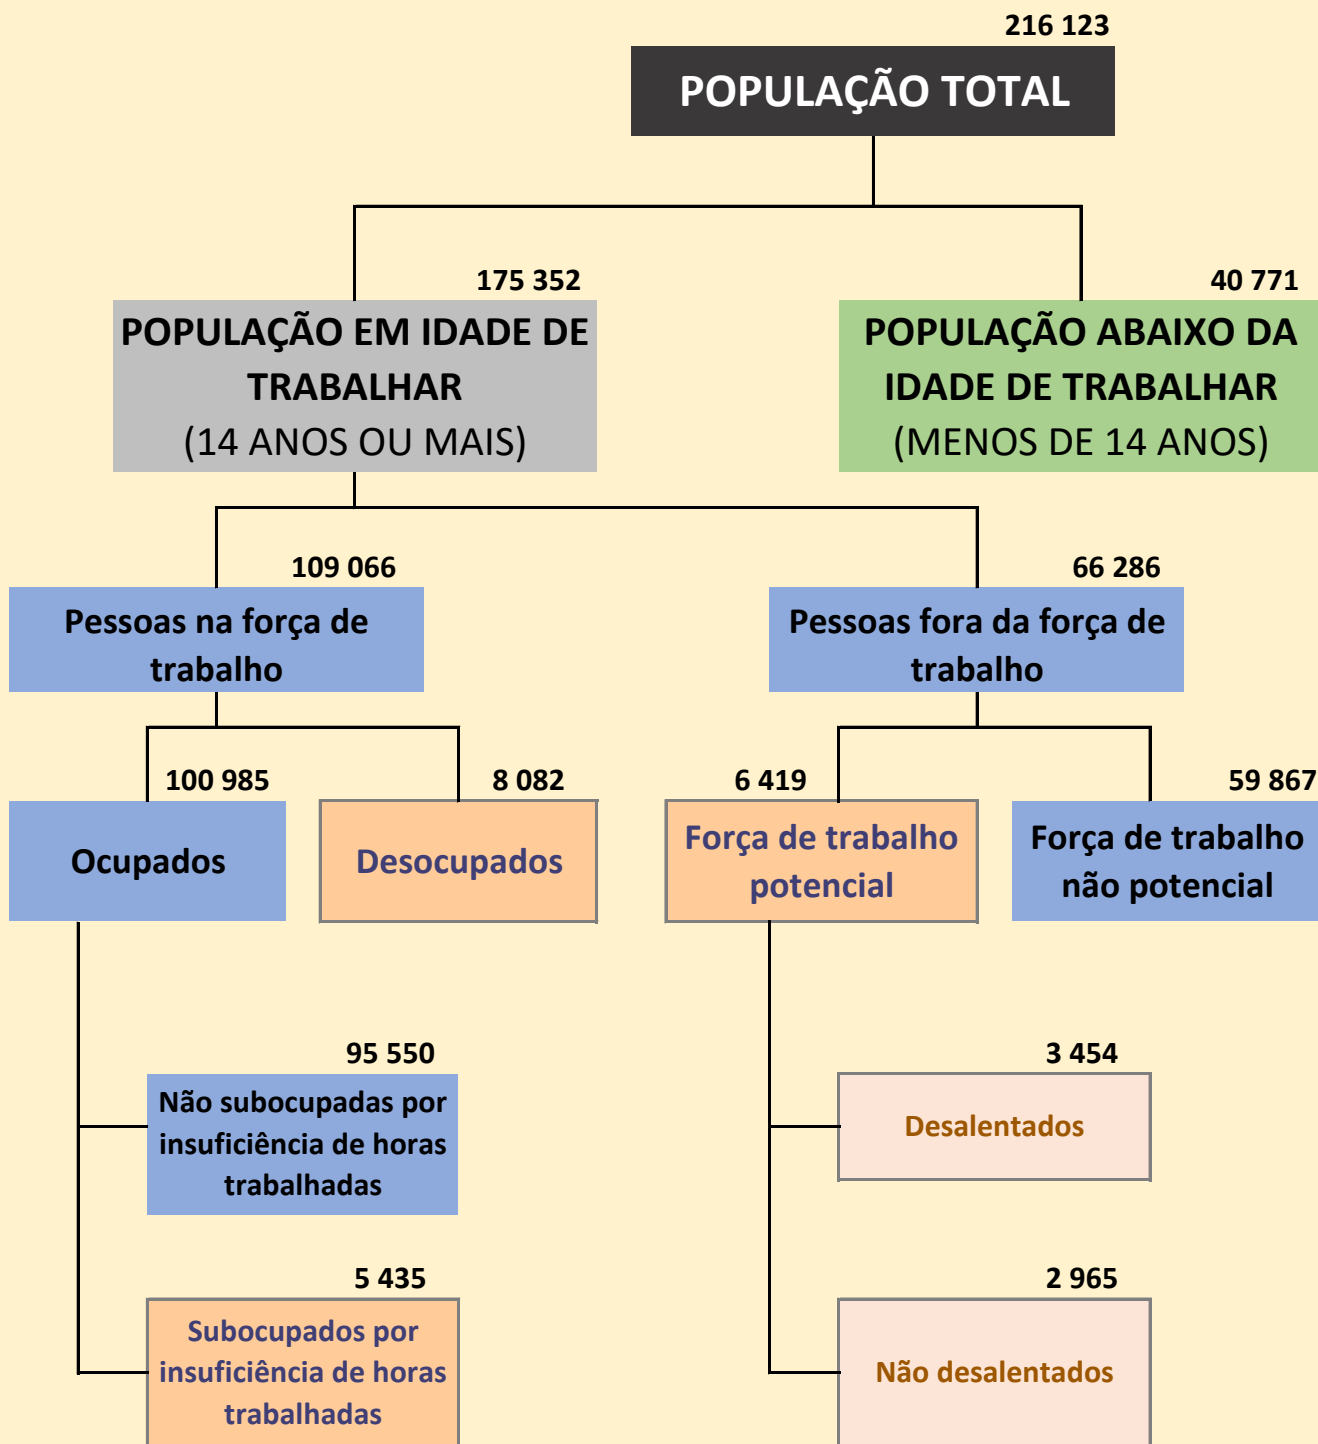 216 123
POPULAÇÃO TOTAL
175 352
POPULAÇÃO EM IDADE DE
TRABALHAR
(14 ANOS OU MAIS)
40 771
POPULAÇÃO ABAIXO DA
IDADE DE TRABALHAR
(MENOS DE 14 ANOS)
109 066
Pessoas na força de
trabalho
66 286
Pessoas fora da força de
trabalho
100 985
Ocupados
8 082
Desocupados
6 419
Força de trabalho
potencial
59 867
Força de trabalho
não potencial
95 550
Não subocupadas por
insuficiência de horas
trabalhadas
3 454
Desalentados
5 435
Subocupados por
insuficiência de horas
trabalhadas
2 965
Não desalentados